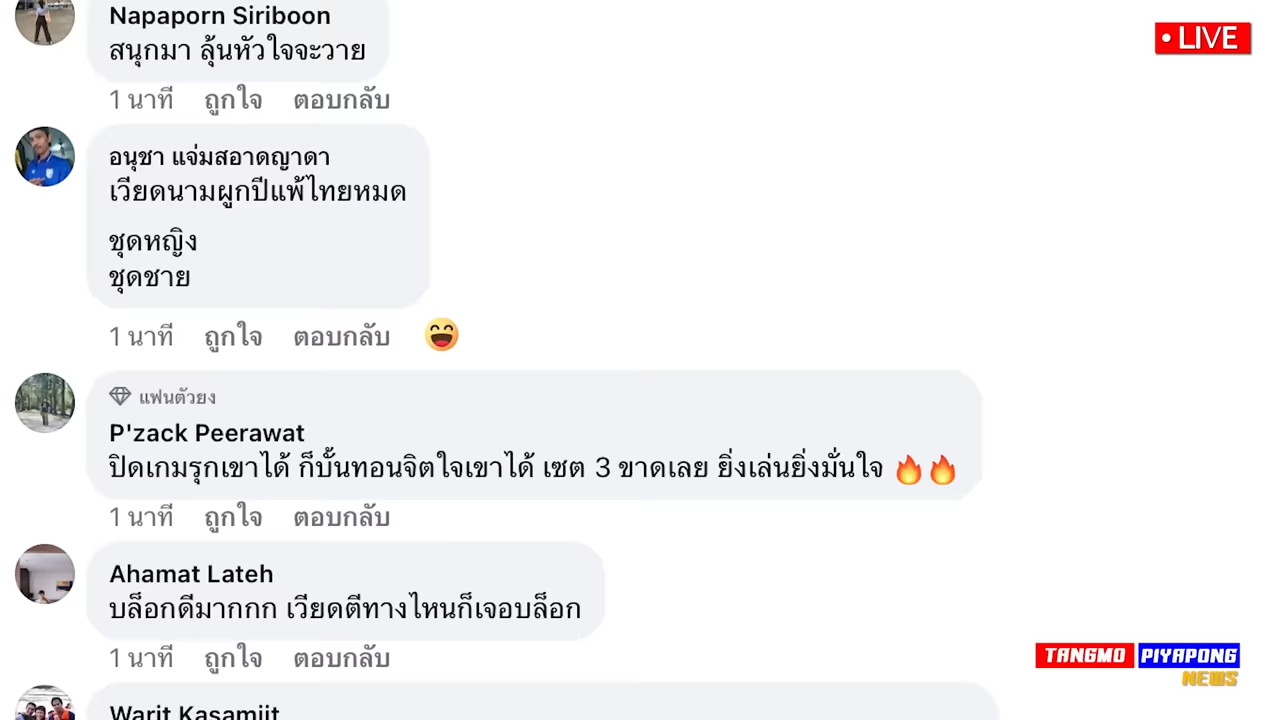 Napaporn Siriboon
สนุกมา ลุ้นหัวใจจะวาย
1 นาที ถูกใจ ตอบกลับ
อนุชา แจ่มสอาดญาดา
เวียดนามผูกปีแพ้ไทยหมด
ชุดหญิง
ชุดชาย
1 นาที ถูกใจ ตอบกลับ
แฟนตัวยง
P'zack Peerawat
ปิดเกมรุกเขาได้ ก็บั้นทอนจิตใจเขาได้ เซต 3 ขาดเลย ยิ่งเล่นยิ่งมั่นใจ 🔥🔥
1 นาที ถูกใจ ตอบกลับ
Ahamat Lateh
บล็อกดีมากกก เวียดตีทางไหนก็เจอบล็อก
1 นาที ถูกใจ ตอบกลับ
Warit Kasamjit
• LIVE
TANGMO PIYAPONG
NEWS